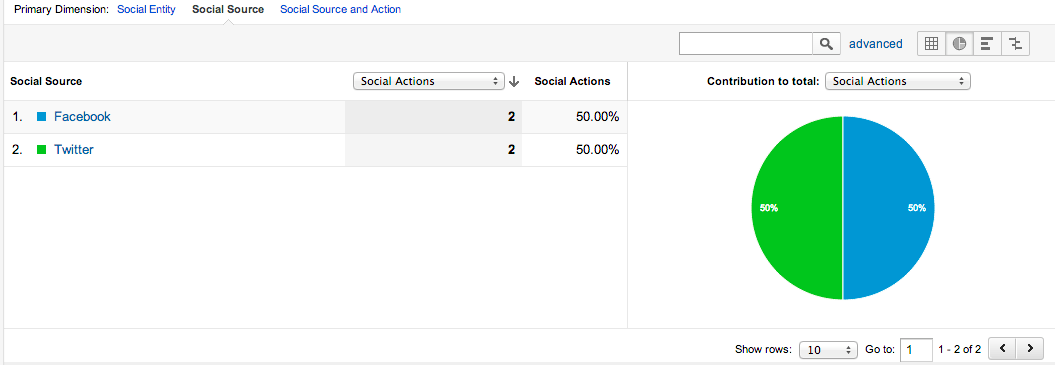 Primary Dimension: Social Entity Social Source Social Source and Action
advanced
Social Source Social Actions Social Actions Contribution to total: Social Actions
1. Facebook 2 50.00%
2. Twitter 2 50.00%
50% 50%
Show rows: 10 Go to: 1 1 - 2 of 2